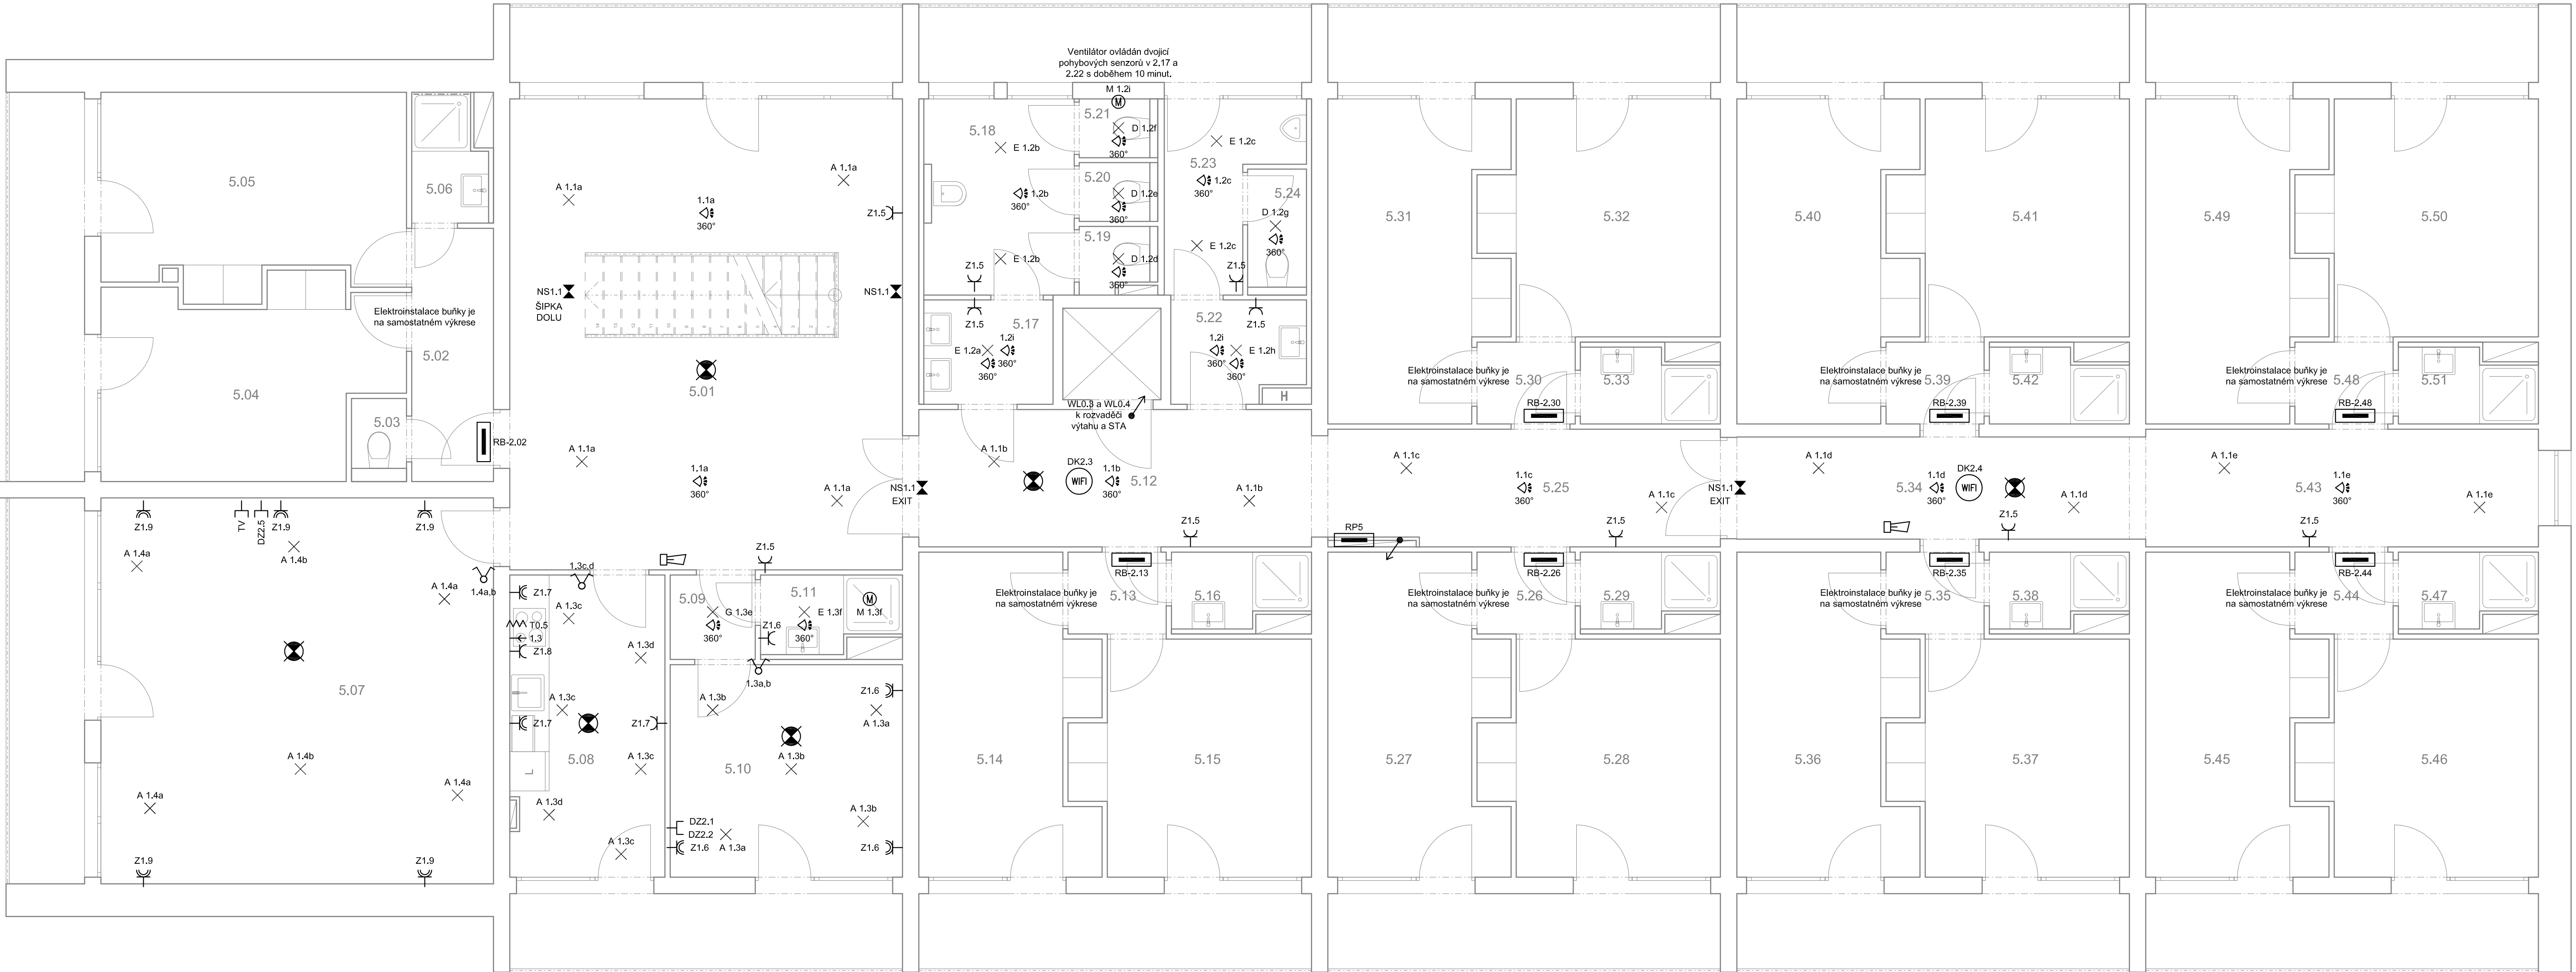 Ventilátor ovládán dvojicí
pohybových senzorů v 2.17 a
2.22 s doběhem 10 minut.
M 1.2i
M
5.05
5.06
5.04
5.03
5.02
Elektroinstalace buňky je
na samostatném výkrese
RB-2.02
A 1.1a
A 1.1a
1.1a
360°
Z1.5
NS1.1
ŠIPKA
DOLU
NS1.1
5.01
A 1.1a
1.1a
360°
A 1.1a
NS1.1
EXIT
Z1.5
5.18
E 1.2b
1.2b
360°
E 1.2b
Z1.5
Z1.5
5.17
E 1.2a
1.2i
360°
360°
5.21
D 1.2f
360°
5.20
D 1.2e
360°
5.19
D 1.2d
360°
E 1.2c
5.23
1.2c
360°
5.24
D 1.2g
360°
E 1.2c
Z1.5
Z1.5
5.22
1.2i
360°
E 1.2h
360°
H
WL0.3 a WL0.4
k rozvaděči
výtahu a STA
A 1.1b
DK2.3
WIFI
1.1b
360°
5.12
A 1.1b
Z1.5
RB-2.13
5.31
5.32
Elektroinstalace buňky je
na samostatném výkrese
5.30
5.33
RB-2.30
A 1.1c
1.1c
360°
5.25
A 1.1c
NS1.1
EXIT
RP5
Z1.5
RB-2.26
5.40
5.41
Elektroinstalace buňky je
na samostatném výkrese
5.39
5.42
RB-2.39
A 1.1d
5.34
1.1d
360°
DK2.4
WIFI
A 1.1d
Z1.5
RB-2.35
5.49
5.50
Elektroinstalace buňky je
na samostatném výkrese
5.48
5.51
RB-2.48
A 1.1e
5.43
1.1e
360°
A 1.1e
Z1.5
RB-2.44
Z1.9
TV
DZ2.5
Z1.9
Z1.9
A 1.4a
A 1.4b
A 1.4a
1.4a,b
5.07
A 1.4b
A 1.4a
A 1.4a
Z1.9
Z1.9
1.3c,d
Z1.7
A 1.3c
T0.5
1.3
Z1.8
A 1.3d
A 1.3c
Z1.7
Z1.7
5.08
A 1.3c
L
A 1.3d
A 1.3c
5.09
G 1.3e
360°
5.11
E 1.3f
360°
M
M 1.3f
Z1.6
1.3a,b
A 1.3b
Z1.6
A 1.3a
A 1.3b
5.10
A 1.3b
DZ2.1
DZ2.2
Z1.6
A 1.3a
Z1.6
Elektroinstalace buňky je
na samostatném výkrese
5.13
5.16
5.14
5.15
Elektroinstalace buňky je
na samostatném výkrese
5.26
5.29
5.27
5.28
Elektroinstalace buňky je
na samostatném výkrese
5.35
5.38
5.36
5.37
Elektroinstalace buňky je
na samostatném výkrese
5.44
5.47
5.45
5.46